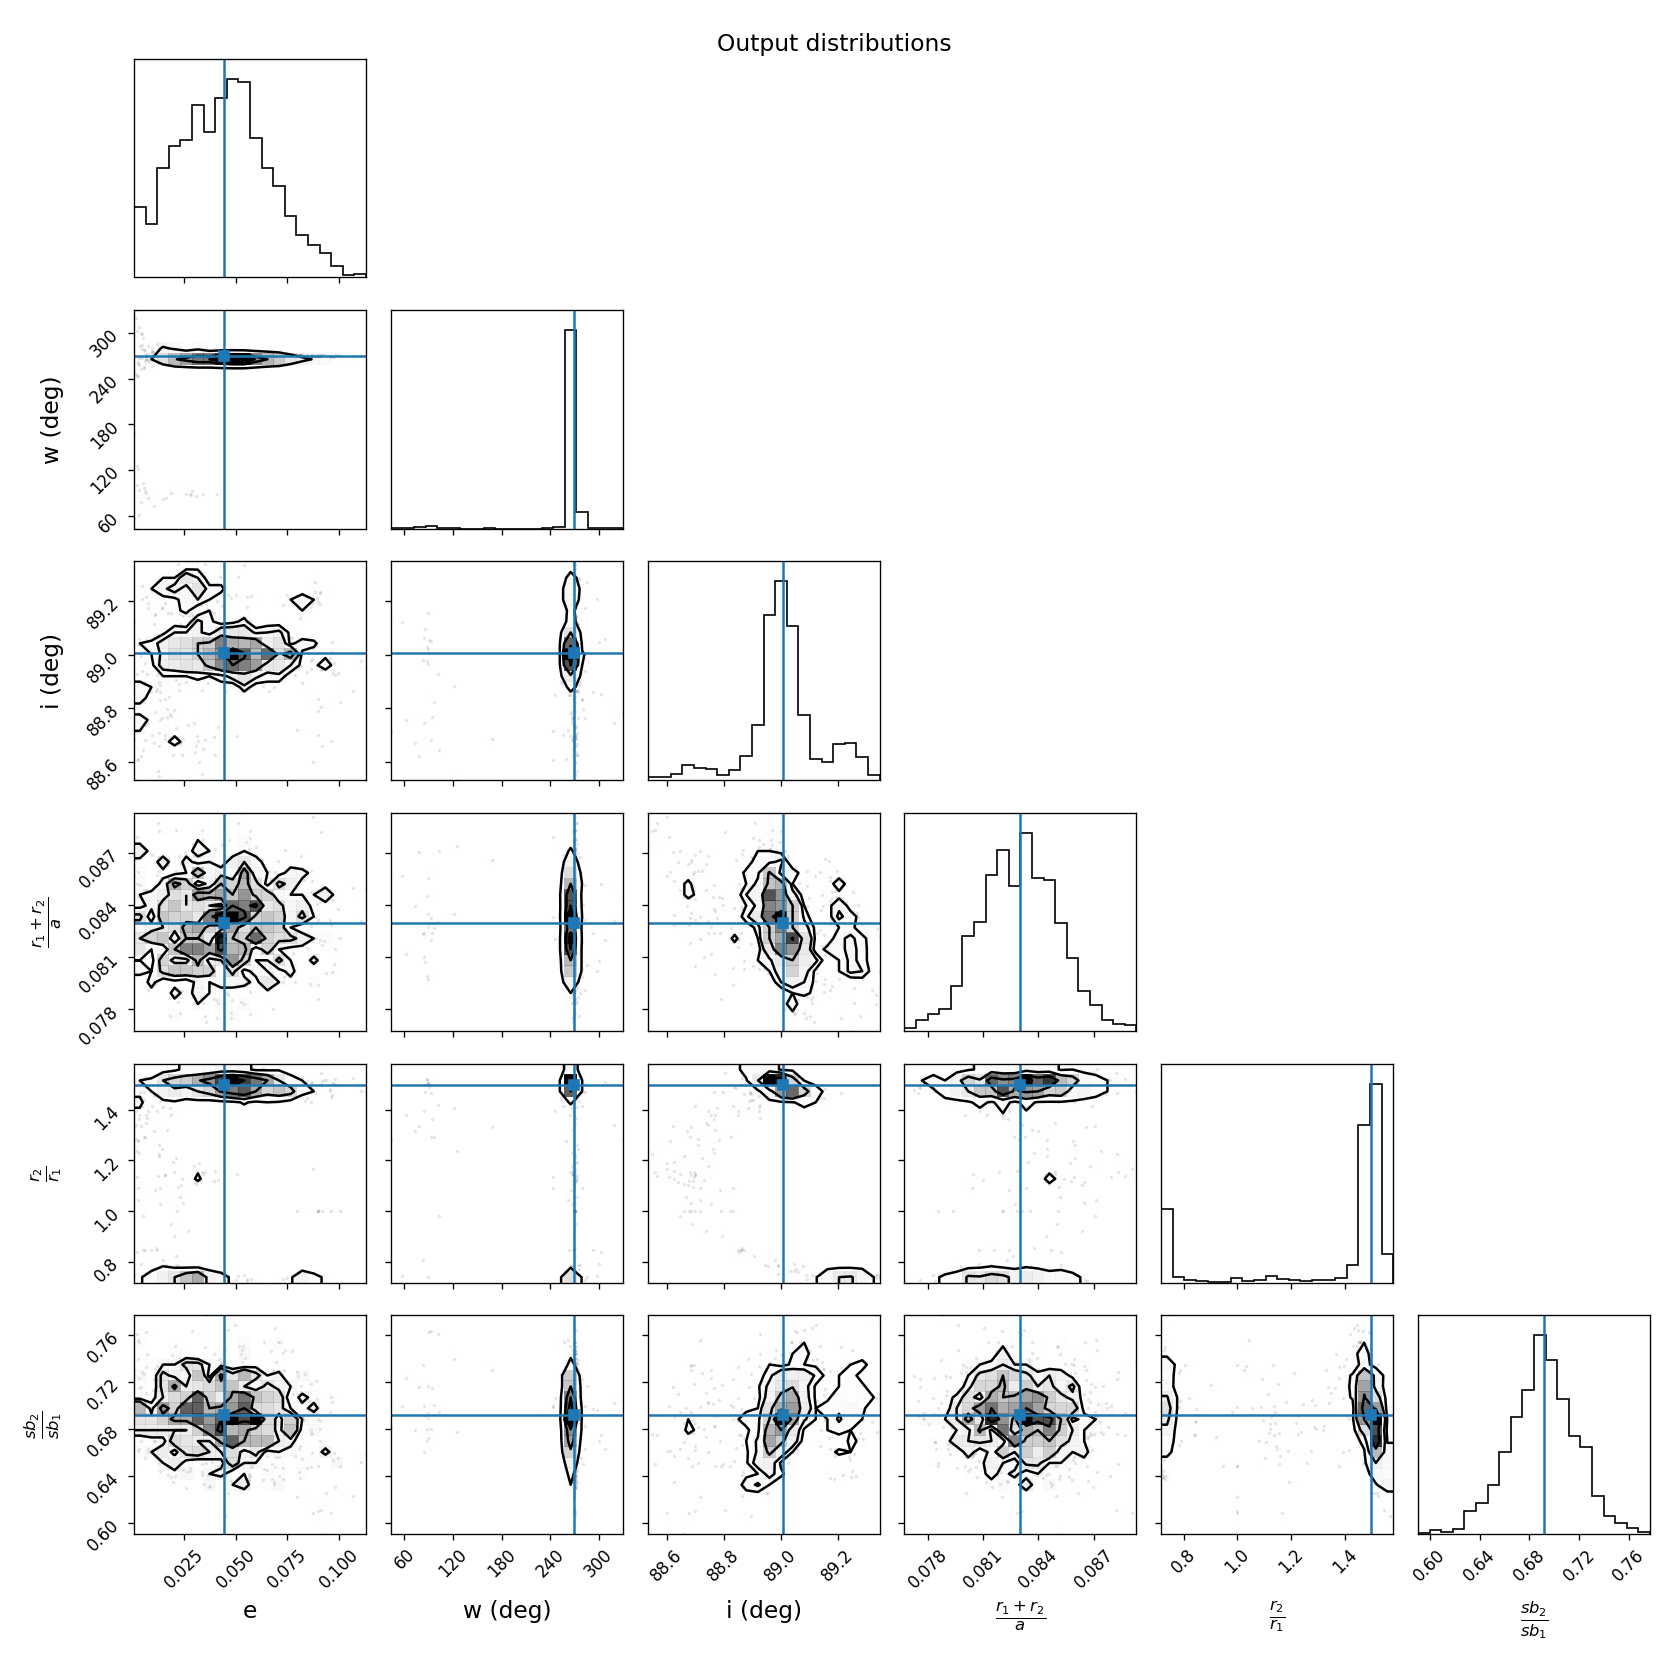 Output distributions
w (deg)
300
240
180
120
60
i (deg)
89.2
89.0
88.8
88.6
r₁ + r₂
a
0.087
0.084
0.081
0.078
r₂
r₁
1.4
1.2
1.0
0.8
sb₂
sb₁
0.76
0.72
0.68
0.64
0.60
0.025 0.050 0.075 0.100 60 120 180 240 300 88.6 88.8 89.0 89.2 0.078 0.081 0.084 0.087 0.8 1.0 1.2 1.4 0.60 0.64 0.68 0.72 0.76
e w (deg) i (deg)
r₁ + r₂
a
r₂
r₁
sb₂
sb₁